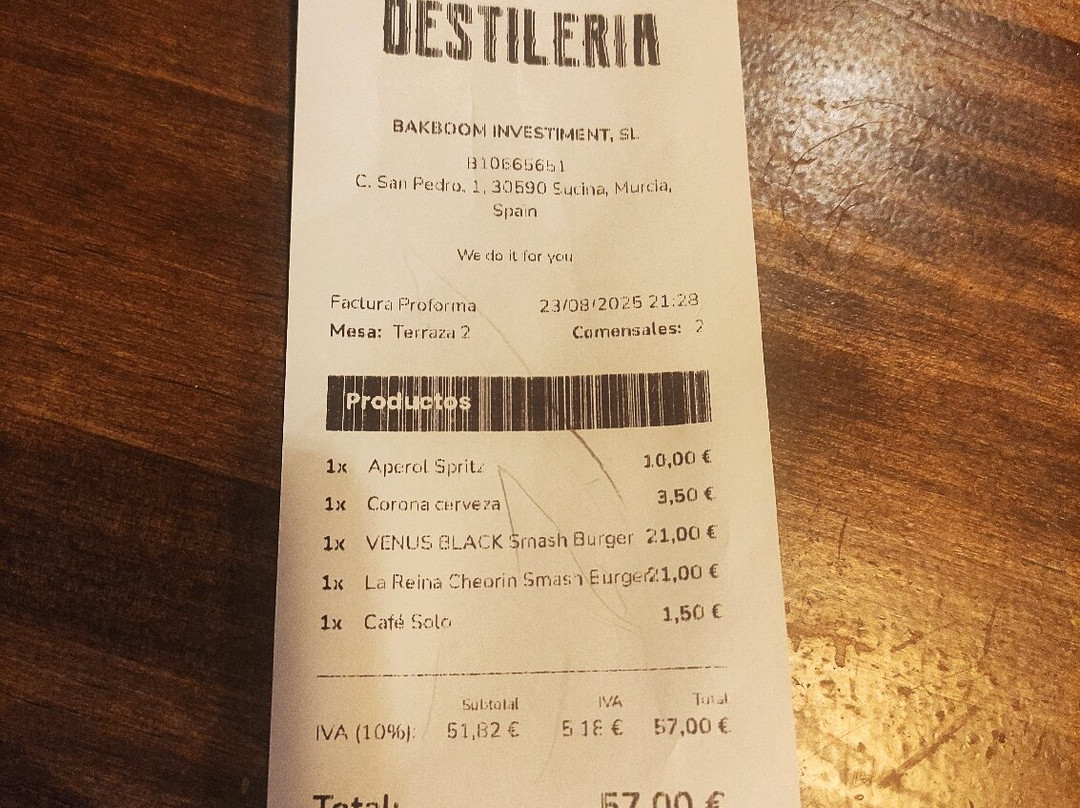 DESTILERIA
BAKBOOM INVESTIMENT, SL
B10665651
C. San Pedro, 1, 30590 Sucina, Murcia,
Spain
We do it for you
Factura Proforma 23/08/2025 21:28
Mesa: Terraza 2 Comensales: 2
Productos
1x Aperol Spritz 10,00 €
1x Corona cerveza 3,50 €
1x VENUS BLACK Smash Burger 21,00 €
1x La Reina Cheorin Smash Burger 21,00 €
1x Café Solo 1,50 €
Subtotal IVA Total
IVA (10%): 51,82 € 5,18 € 57,00 €
Total: 57,00 €